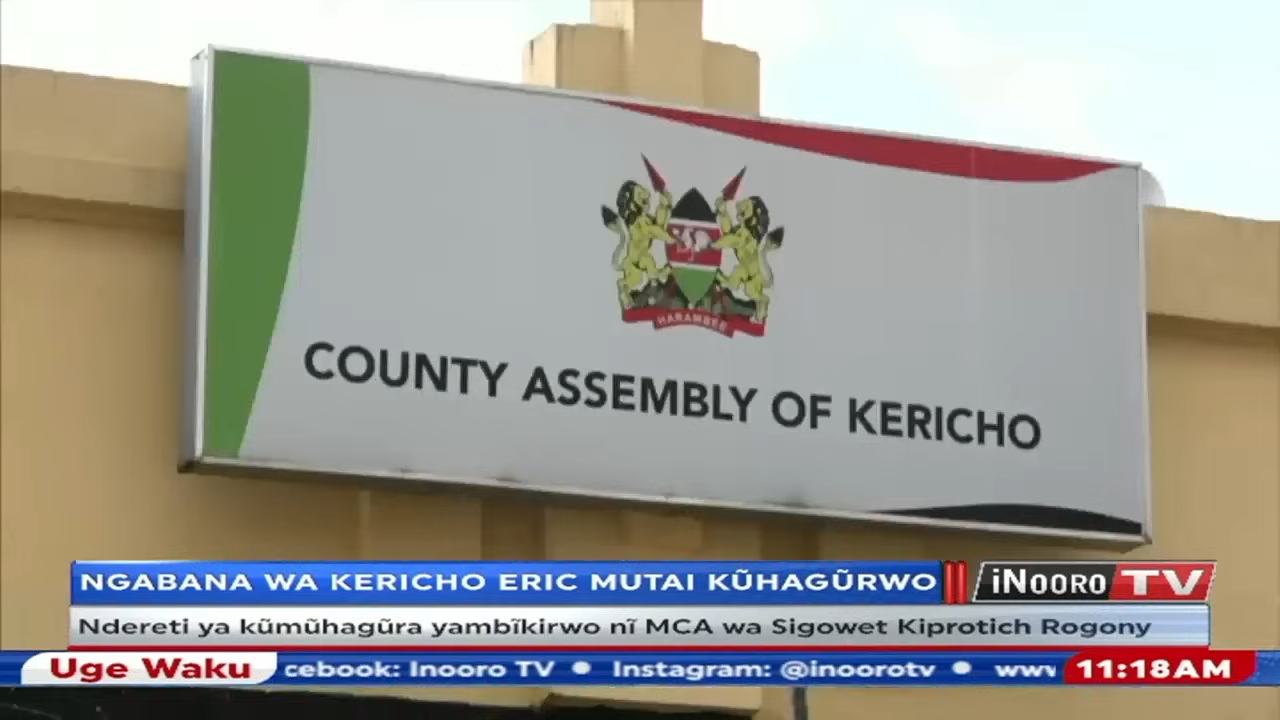 HARAMBEE
COUNTY ASSEMBLY OF KERICHO
NGABANA WA KERICHO ERIC MUTAI KŨHAGŨRWO
iNOORO TV
Ndereti ya kũmũhagũra yambĩkirwo nĩ MCA wa Sigowet Kiprotich Rogony
Uge Waku
cebook: Inooro TV ● Instagram: @inoorotv ● www
11:18AM